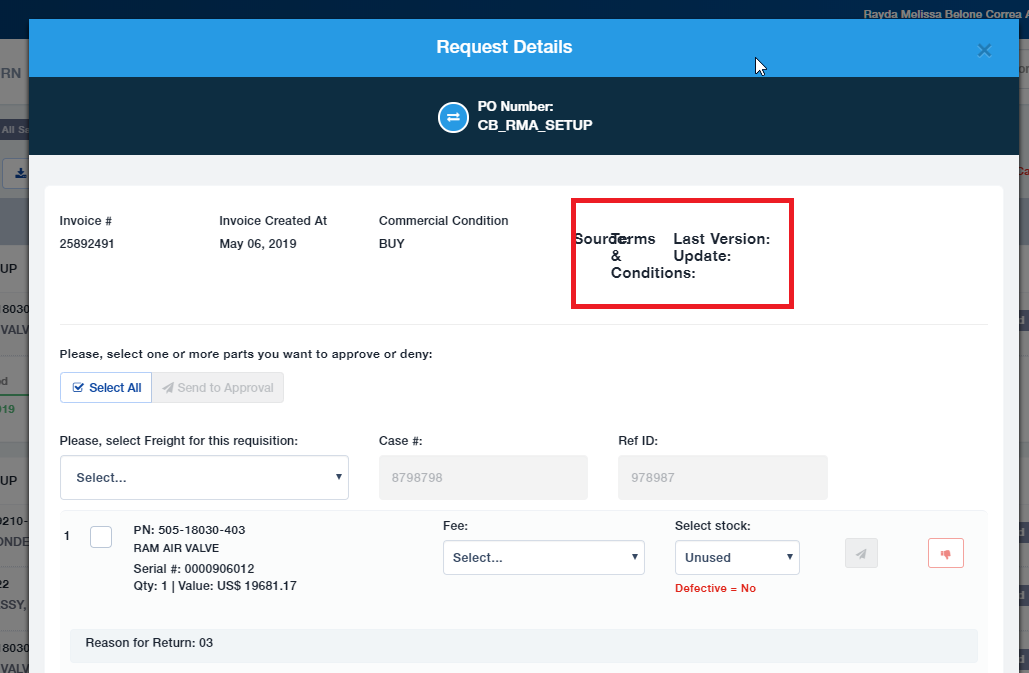 Rayda Melissa Belone Correa A
Request Details
RN
PO Number:
CB_RMA_SETUP
All Se
Invoice #
Invoice Created At
Commercial Condition
25892491
May 06, 2019
BUY
Source:
Terms
&
Conditions:
Last Version:
Update:
UP
18030
VALV
Please, select one or more parts you want to approve or deny:
Select All
Send to Approval
ed
019
Please, select Freight for this requisition:
Case #:
Ref ID:
Select...
8798798
978987
UP
9210-
ONDE
1
PN: 505-18030-403
RAM AIR VALVE
Serial #: 0000906012
Qty: 1 | Value: US$ 19681.17
Fee:
Select...
Select stock:
Unused
Defective = No
22
SSY,
Reason for Return: 03
18030
VALV